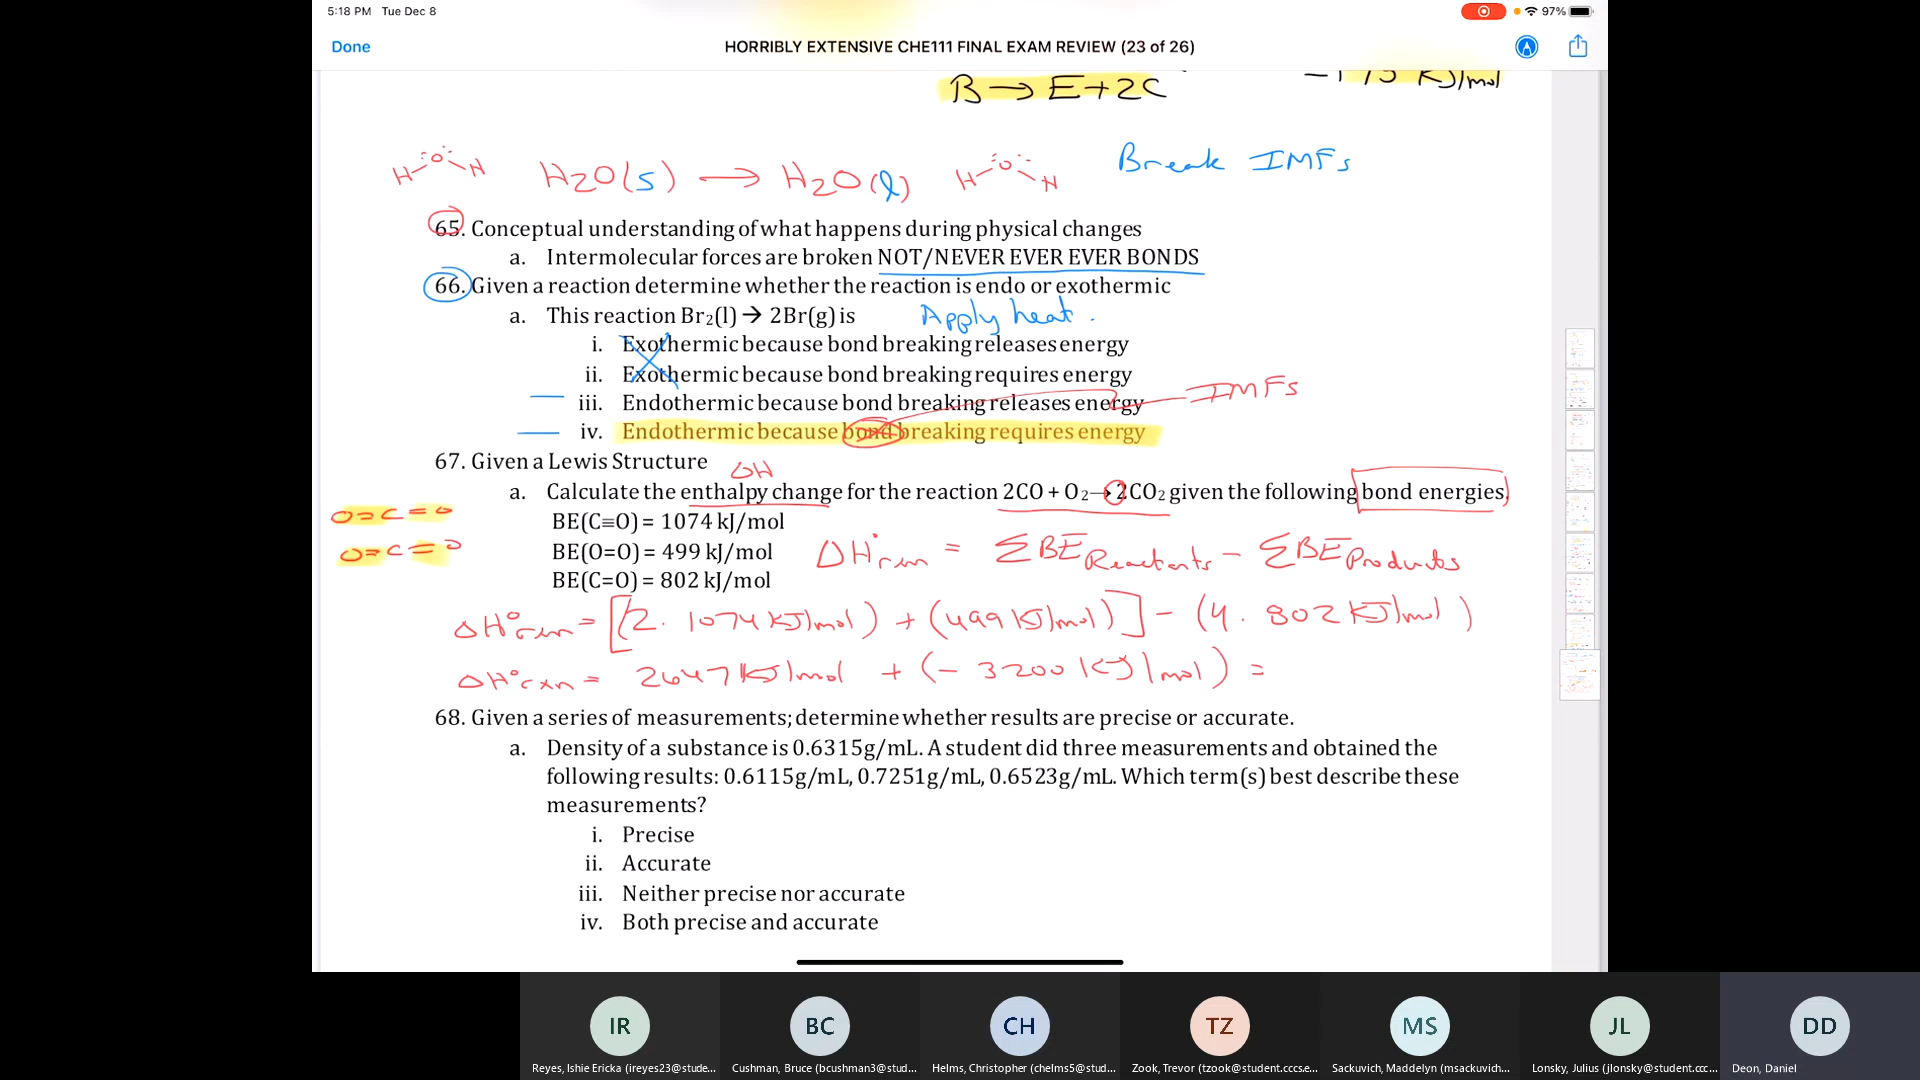 5:18 PM Tue Dec 8
97%
Done
HORRIBLY EXTENSIVE CHE111 FINAL EXAM REVIEW (23 of 26)
B → E + 2C
kJ/mol
H O H H₂O(s) → H₂O(l) H O H Break IMFs
65. Conceptual understanding of what happens during physical changes
a. Intermolecular forces are broken NOT/NEVER EVER EVER BONDS
66. Given a reaction determine whether the reaction is endo or exothermic
a. This reaction Br₂(l) → 2Br(g) is Apply heat.
i. Exothermic because bond breaking releases energy
ii. Exothermic because bond breaking requires energy
iii. Endothermic because bond breaking releases energy
IMFs
iv. Endothermic because bond breaking requires energy
67. Given a Lewis Structure
ΔH
a. Calculate the enthalpy change for the reaction 2CO + O₂ → 2CO₂ given the following bond energies.
O=C=O
BE(C≡O) = 1074 kJ/mol
O=C=O
BE(O=O) = 499 kJ/mol ΔH°rxn = ΣBE Reactants - ΣBE Products
BE(C=O) = 802 kJ/mol
ΔH°rxn = [(2 · 1074 kJ/mol) + (499 kJ/mol)] - (4 · 802 kJ/mol)
ΔH°rxn = 2647 kJ/mol + (- 3200 kJ/mol) =
68. Given a series of measurements; determine whether results are precise or accurate.
a. Density of a substance is 0.6315g/mL. A student did three measurements and obtained the
following results: 0.6115g/mL, 0.7251g/mL, 0.6523g/mL. Which term(s) best describe these
measurements?
i. Precise
ii. Accurate
iii. Neither precise nor accurate
iv. Both precise and accurate
IR BC CH TZ MS JL DD
Reyes, Ishie Ericka (ireyes23@stude... Cushman, Bruce (bcushman3@stud... Helms, Christopher (chelms5@stud... Zook, Trevor (tzook@student.cccs.e... Sackuvich, Maddelyn (msackuvich... Lonsky, Julius (jlonsky@student.ccc... Deon, Daniel